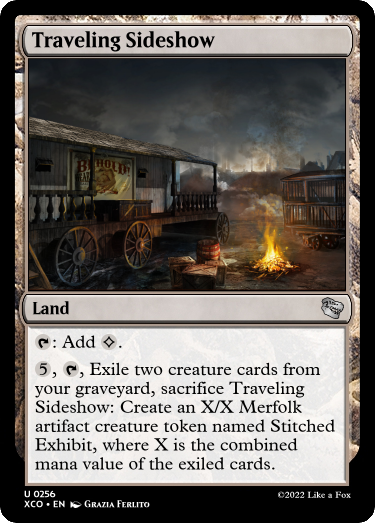 Traveling Sideshow
BEHOLD!
Land
: Add .
5, , Exile two creature cards from
your graveyard, sacrifice Traveling
Sideshow: Create an X/X Merfolk
artifact creature token named Stitched
Exhibit, where X is the combined
mana value of the exiled cards.
U 0256
XCO • EN Grazia Ferlito
©2022 Like a Fox